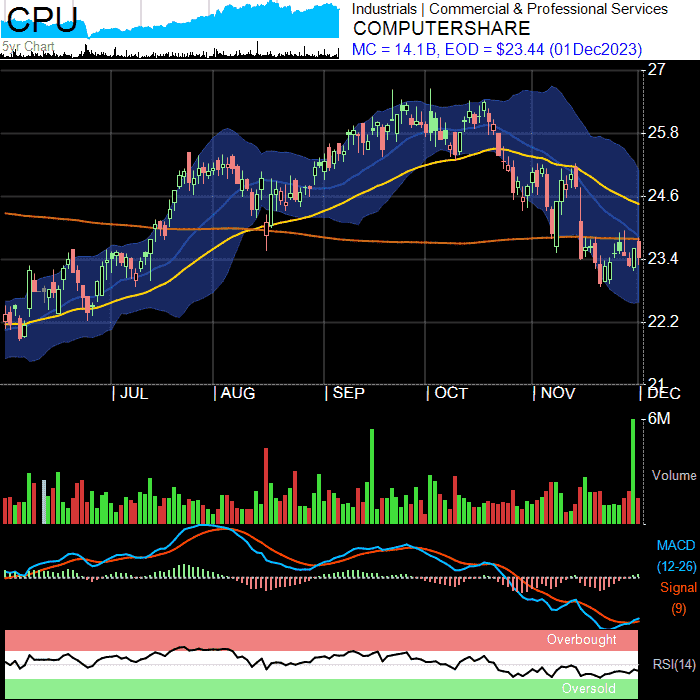 CPU
5yr Chart
Industrials | Commercial & Professional Services
COMPUTERSHARE
MC = 14.1B, EOD = $23.44 (01Dec2023)
27
25.8
24.6
23.4
22.2
21
JUL
AUG
SEP
OCT
NOV
DEC
6M
Volume
MACD
(12-26)
Signal
(9)
Overbought
RSI(14)
Oversold